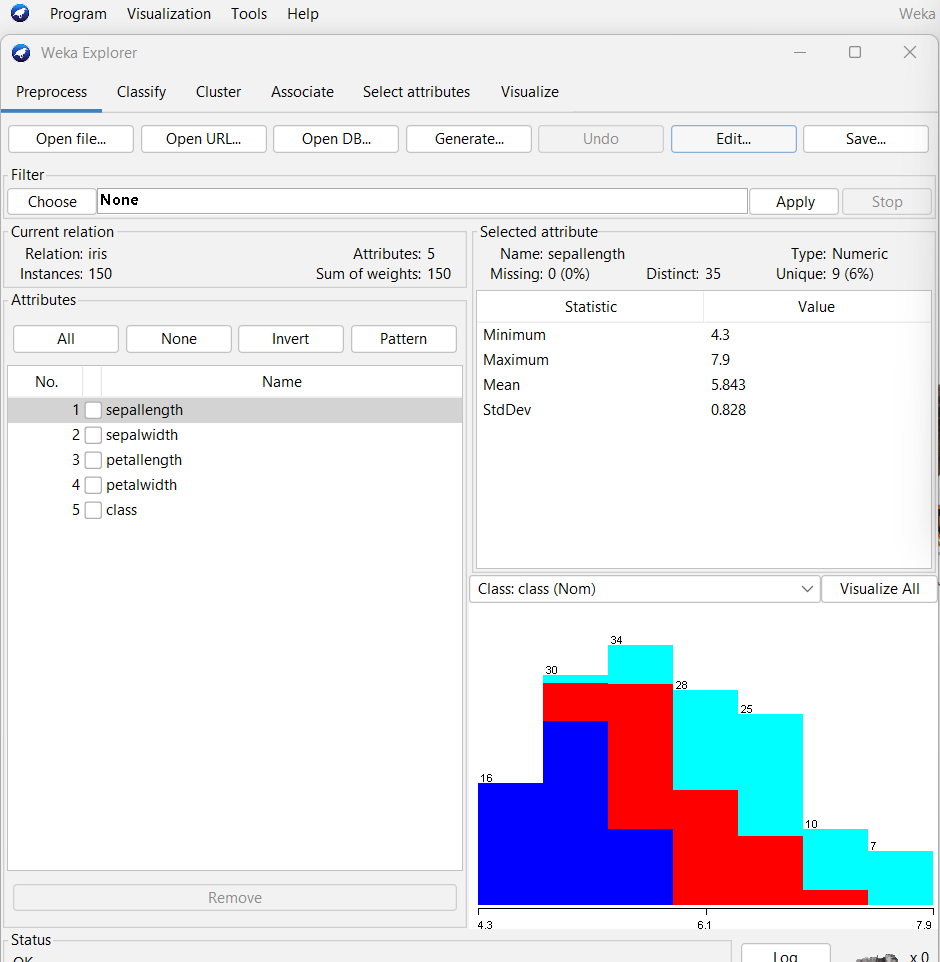 Program Visualization Tools Help Weka
Weka Explorer
Preprocess Classify Cluster Associate Select attributes Visualize
Open file... Open URL... Open DB... Generate... Undo Edit... Save...
Filter
Choose None Apply Stop
Current relation
Relation: iris Attributes: 5
Instances: 150 Sum of weights: 150
Selected attribute
Name: sepallength Type: Numeric
Missing: 0 (0%) Distinct: 35 Unique: 9 (6%)
Attributes
All None Invert Pattern
No. Name
1 sepallength
2 sepalwidth
3 petallength
4 petalwidth
5 class
Remove
Statistic Value
Minimum 4.3
Maximum 7.9
Mean 5.843
StdDev 0.828
Class: class (Nom) Visualize All
16 30 34 28 25 10 7
4.3 6.1 7.9
Status
OK
Log x 0